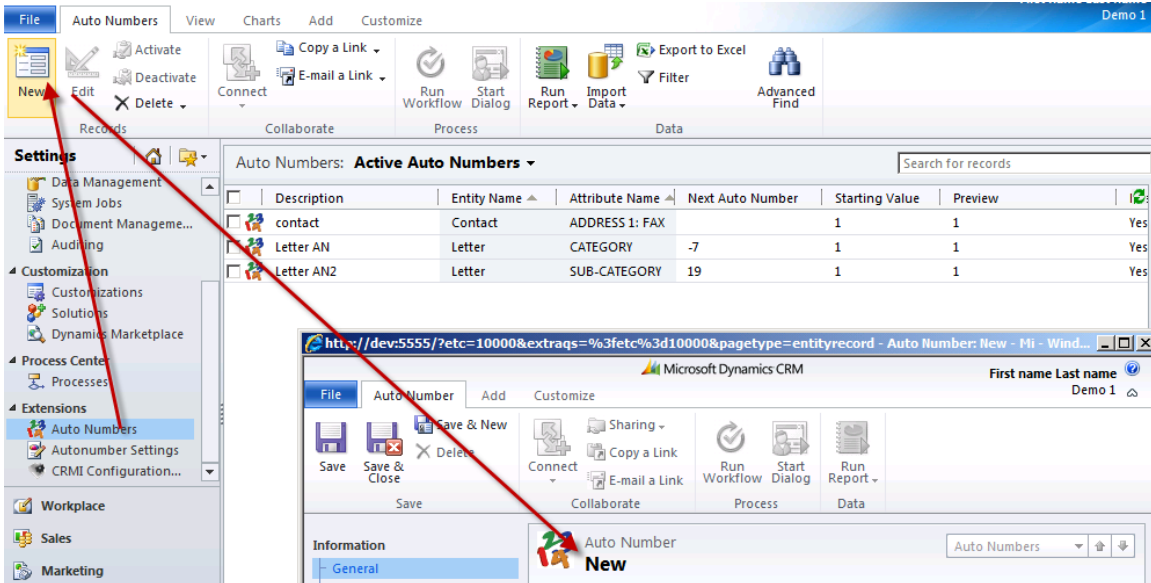 Demo 1
File Auto Numbers View Charts Add Customize
New
Edit
Activate
Deactivate
Delete
Records
Connect
Copy a Link
E-mail a Link
Collaborate
Run Workflow
Start Dialog
Process
Run Report
Import Data
Export to Excel
Filter
Advanced Find
Data
Settings
Data Management
System Jobs
Document Manageme...
Auditing
Customization
Customizations
Solutions
Dynamics Marketplace
Process Center
Processes
Extensions
Auto Numbers
Autonumber Settings
CRMI Configuration...
Workplace
Sales
Marketing
Auto Numbers: Active Auto Numbers
Search for records
Description Entity Name Attribute Name Next Auto Number Starting Value Preview
contact Contact ADDRESS 1: FAX 1 1 Yes
Letter AN Letter CATEGORY -7 1 1 Yes
Letter AN2 Letter SUB-CATEGORY 19 1 1 Yes
http://dev:5555/?etc=10000&extraqs=%3fetc%3d10000&pagetype=entityrecord - Auto Number: New - Mi - Wind...
Microsoft Dynamics CRM
First name Last name
Demo 1
File Auto Number Add Customize
Save
Save & Close
Save & New
Delete
Save
Connect
Sharing
Copy a Link
E-mail a Link
Collaborate
Run Workflow
Start Dialog
Process
Run Report
Data
Information
General
Auto Number
New
Auto Numbers